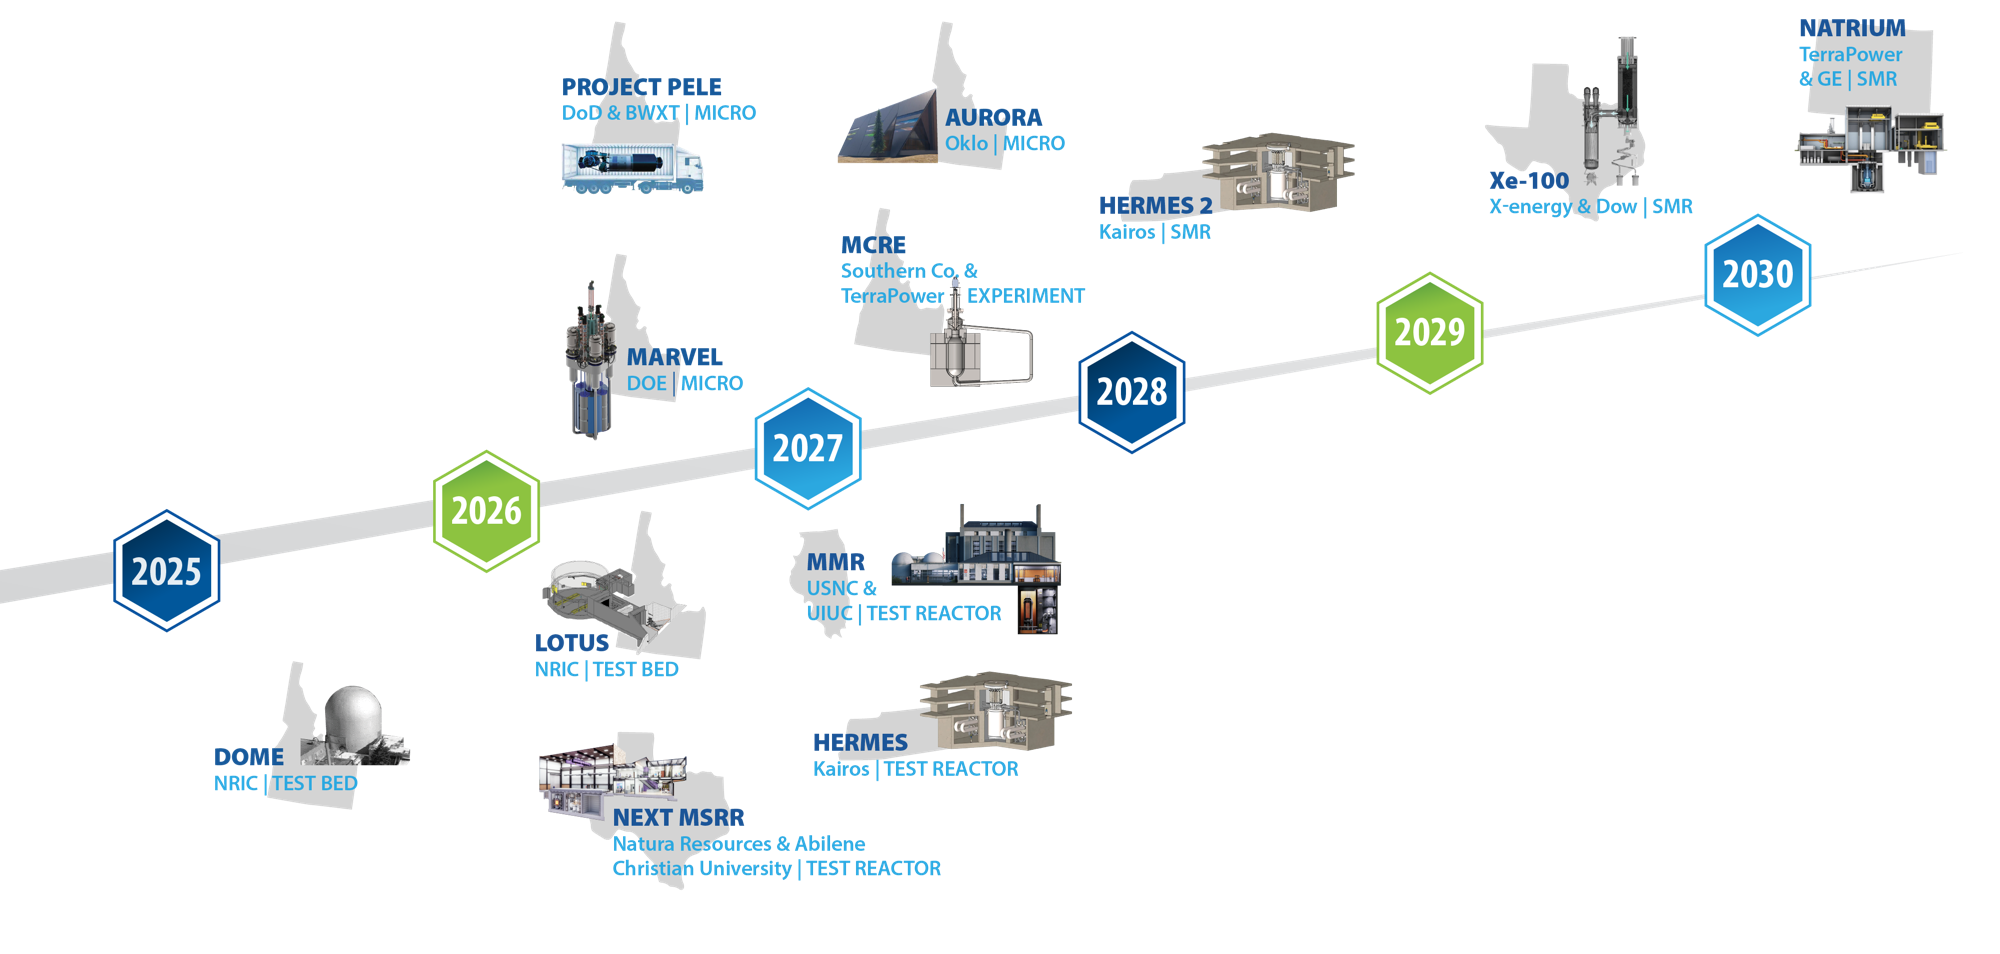 PROJECT PELE
DoD & BWXT | MICRO
AURORA
Oklo | MICRO
HERMES 2
Kairos | SMR
Xe-100
X-energy & Dow | SMR
NATRIUM
TerraPower
& GE | SMR
MARVEL
DOE | MICRO
MCRE
Southern Co. &
TerraPower | EXPERIMENT
2025
2026
2027
2028
2029
2030
DOME
NRIC | TEST BED
LOTUS
NRIC | TEST BED
NEXT MSRR
Natura Resources & Abilene
Christian University | TEST REACTOR
MMR
USNC &
UIUC | TEST REACTOR
HERMES
Kairos | TEST REACTOR